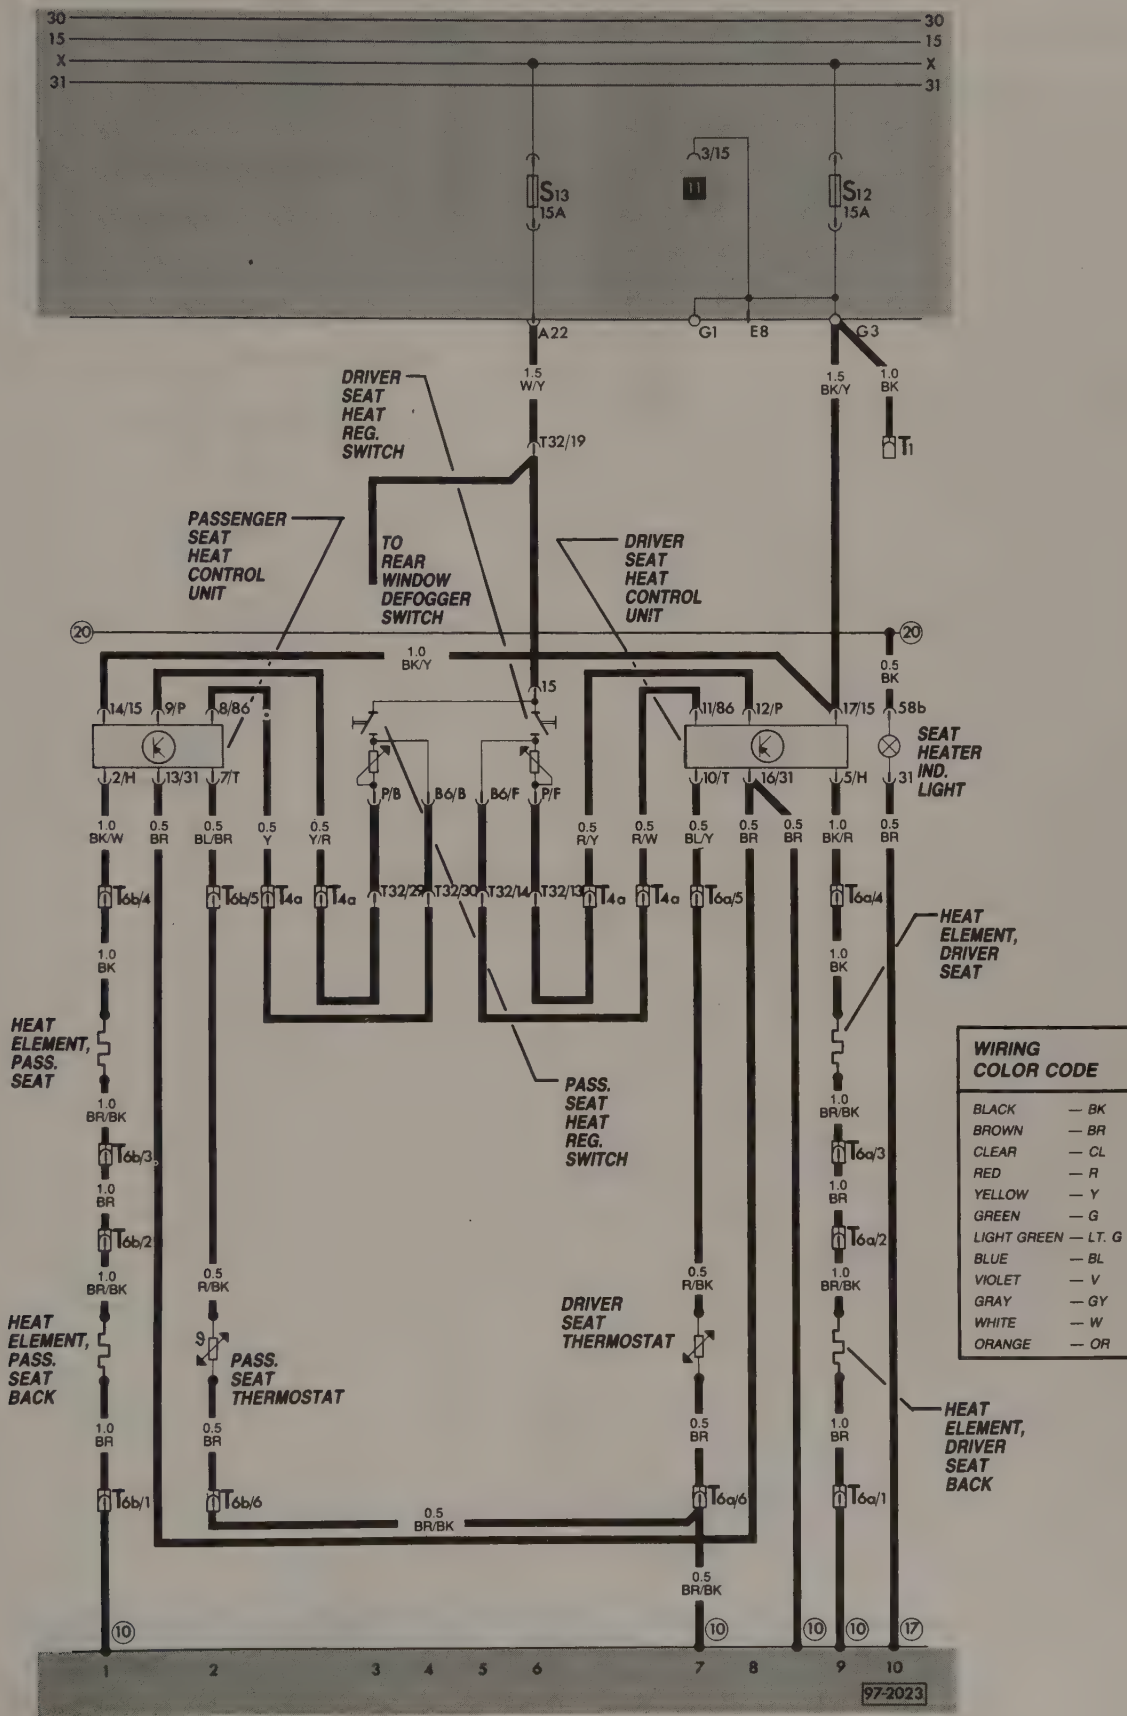 30 30
15 15
X X
31 31
3/15
11
S13
15A
S12
15A
A22
G1
E8
G3
1.5
W/Y
1.5
BK/Y
1.0
BK
T32/19
T1
DRIVER
SEAT
HEAT
REG.
SWITCH
PASSENGER
SEAT
HEAT
CONTROL
UNIT
TO
REAR
WINDOW
DEFOGGER
SWITCH
DRIVER
SEAT
HEAT
CONTROL
UNIT
20 20
1.0
BK/Y
0.5
BK
15
14/15 9/P 8/86 11/86 12/P 17/15 58b
2/H 13/31 7/T 10/T 16/31 5/H 31
SEAT
HEATER
IND.
LIGHT
P/B B6/B B6/F P/F
1.0
BK/W
0.5
BR
0.5
BL/BR
0.5
Y
0.5
Y/R
0.5
R/Y
0.5
R/W
0.5
BL/Y
0.5
BR
0.5
BR
1.0
BK/R
0.5
BR
T6b/4 T6b/5 T4a T4a T32/29 T32/30 T32/14 T32/13 T4a T4a T6a/5 T6a/4
HEAT
ELEMENT,
DRIVER
SEAT
1.0
BK
1.0
BK
HEAT
ELEMENT,
PASS.
SEAT
PASS.
SEAT
HEAT
REG.
SWITCH
1.0
BR/BK
1.0
BR/BK
T6b/3 T6a/3
1.0
BR
1.0
BR
T6b/2 T6a/2
1.0
BR/BK
0.5
R/BK
0.5
R/BK
1.0
BR/BK
HEAT
ELEMENT,
PASS.
SEAT
BACK
ϑ
PASS.
SEAT
THERMOSTAT
DRIVER
SEAT
THERMOSTAT
HEAT
ELEMENT,
DRIVER
SEAT
BACK
1.0
BR
0.5
BR
0.5
BR
1.0
BR
T6b/1 T6b/6 T6a/6 T6a/1
0.5
BR/BK
0.5
BR/BK
10 10 10 10 17
1 2 3 4 5 6 7 8 9 10
97-2023
WIRING
COLOR CODE
BLACK — BK
BROWN — BR
CLEAR — CL
RED — R
YELLOW — Y
GREEN — G
LIGHT GREEN — LT. G
BLUE — BL
VIOLET — V
GRAY — GY
WHITE — W
ORANGE — OR